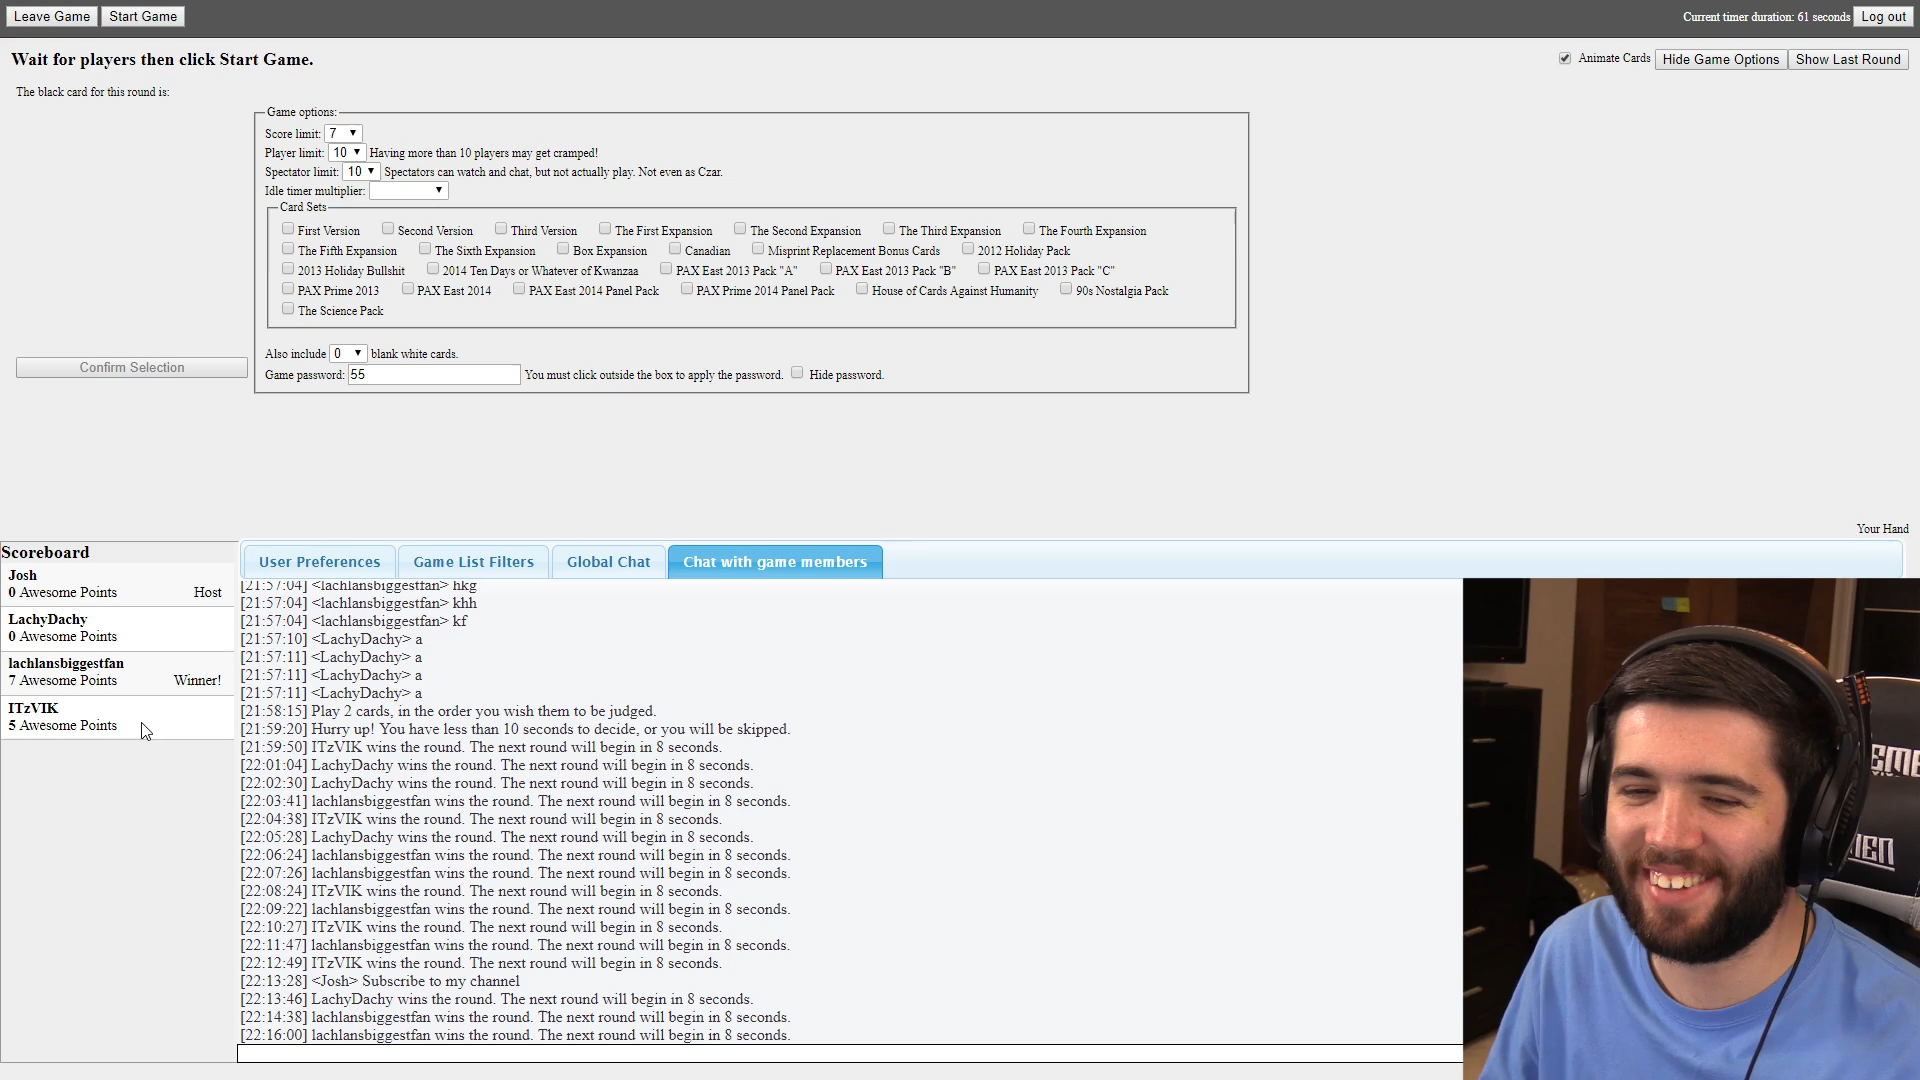 Leave Game Start Game Current timer duration: 61 seconds Log out
Wait for players then click Start Game. Animate Cards Hide Game Options Show Last Round
The black card for this round is:
Game options:
Score limit: 7
Player limit: 10 Having more than 10 players may get cramped!
Spectator limit: 10 Spectators can watch and chat, but not actually play. Not even as Czar.
Idle timer multiplier:
Card Sets
First Version Second Version Third Version The First Expansion The Second Expansion The Third Expansion The Fourth Expansion
The Fifth Expansion The Sixth Expansion Box Expansion Canadian Misprint Replacement Bonus Cards 2012 Holiday Pack
2013 Holiday Bullshit 2014 Ten Days or Whatever of Kwanzaa PAX East 2013 Pack "A" PAX East 2013 Pack "B" PAX East 2013 Pack "C"
PAX Prime 2013 PAX East 2014 PAX East 2014 Panel Pack PAX Prime 2014 Panel Pack House of Cards Against Humanity 90s Nostalgia Pack
The Science Pack
Also include 0 blank white cards.
Confirm Selection
Game password: 55 You must click outside the box to apply the password. Hide password.
Your Hand
Scoreboard
Josh
0 Awesome Points Host
LachyDachy
0 Awesome Points
lachlansbiggestfan
7 Awesome Points Winner!
ITzVIK
5 Awesome Points
User Preferences Game List Filters Global Chat Chat with game members
[21:57:04] <lachlansbiggestfan> hkg
[21:57:04] <lachlansbiggestfan> khh
[21:57:04] <lachlansbiggestfan> kf
[21:57:10] <LachyDachy> a
[21:57:11] <LachyDachy> a
[21:57:11] <LachyDachy> a
[21:57:11] <LachyDachy> a
[21:58:15] Play 2 cards, in the order you wish them to be judged.
[21:59:20] Hurry up! You have less than 10 seconds to decide, or you will be skipped.
[21:59:50] ITzVIK wins the round. The next round will begin in 8 seconds.
[22:01:04] LachyDachy wins the round. The next round will begin in 8 seconds.
[22:02:30] LachyDachy wins the round. The next round will begin in 8 seconds.
[22:03:41] lachlansbiggestfan wins the round. The next round will begin in 8 seconds.
[22:04:38] ITzVIK wins the round. The next round will begin in 8 seconds.
[22:05:28] LachyDachy wins the round. The next round will begin in 8 seconds.
[22:06:24] lachlansbiggestfan wins the round. The next round will begin in 8 seconds.
[22:07:26] lachlansbiggestfan wins the round. The next round will begin in 8 seconds.
[22:08:24] ITzVIK wins the round. The next round will begin in 8 seconds.
[22:09:22] lachlansbiggestfan wins the round. The next round will begin in 8 seconds.
[22:10:27] ITzVIK wins the round. The next round will begin in 8 seconds.
[22:11:47] lachlansbiggestfan wins the round. The next round will begin in 8 seconds.
[22:12:49] ITzVIK wins the round. The next round will begin in 8 seconds.
[22:13:28] <Josh> Subscribe to my channel
[22:13:46] LachyDachy wins the round. The next round will begin in 8 seconds.
[22:14:38] lachlansbiggestfan wins the round. The next round will begin in 8 seconds.
[22:16:00] lachlansbiggestfan wins the round. The next round will begin in 8 seconds.